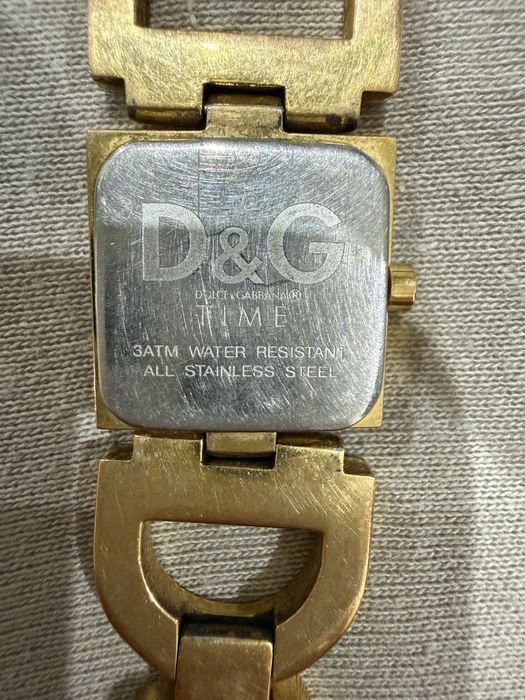 D&G
DOLCE & GABBANA ®
TIME
3ATM WATER RESISTANT
ALL STAINLESS STEEL